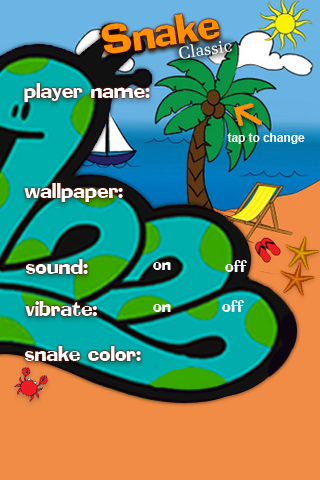 Snake
Classic
player name:
tap to change
wallpaper:
sound: on off
vibrate: on off
snake color: